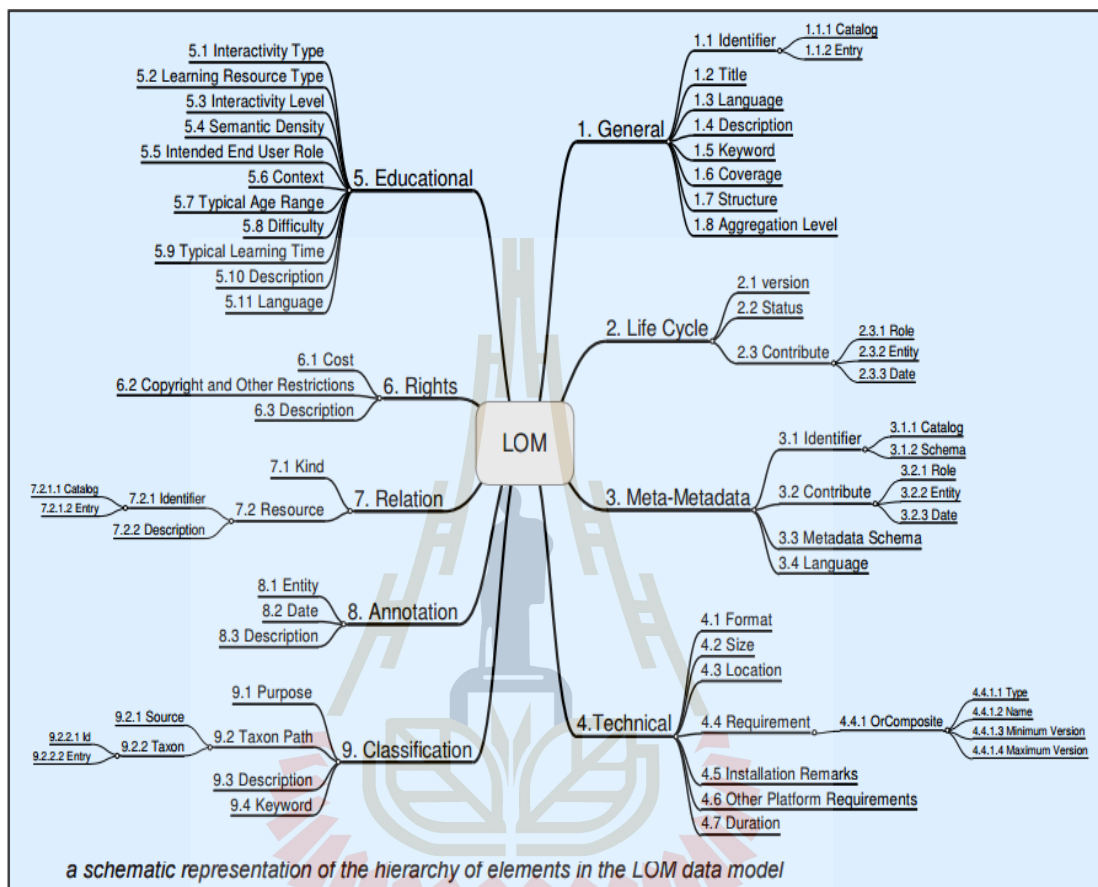 LOM
1. General
1.1 Identifier
1.1.1 Catalog
1.1.2 Entry
1.2 Title
1.3 Language
1.4 Description
1.5 Keyword
1.6 Coverage
1.7 Structure
1.8 Aggregation Level
2. Life Cycle
2.1 version
2.2 Status
2.3 Contribute
2.3.1 Role
2.3.2 Entity
2.3.3 Date
3. Meta-Metadata
3.1 Identifier
3.1.1 Catalog
3.1.2 Schema
3.2 Contribute
3.2.1 Role
3.2.2 Entity
3.2.3 Date
3.3 Metadata Schema
3.4 Language
4.Technical
4.1 Format
4.2 Size
4.3 Location
4.4 Requirement
4.4.1 OrComposite
4.4.1.1 Type
4.4.1.2 Name
4.4.1.3 Minimum Version
4.4.1.4 Maximum Version
4.5 Installation Remarks
4.6 Other Platform Requirements
4.7 Duration
5. Educational
5.1 Interactivity Type
5.2 Learning Resource Type
5.3 Interactivity Level
5.4 Semantic Density
5.5 Intended End User Role
5.6 Context
5.7 Typical Age Range
5.8 Difficulty
5.9 Typical Learning Time
5.10 Description
5.11 Language
6. Rights
6.1 Cost
6.2 Copyright and Other Restrictions
6.3 Description
7. Relation
7.1 Kind
7.2 Resource
7.2.1 Identifier
7.2.1.1 Catalog
7.2.1.2 Entry
7.2.2 Description
8. Annotation
8.1 Entity
8.2 Date
8.3 Description
9. Classification
9.1 Purpose
9.2 Taxon Path
9.2.1 Source
9.2.2 Taxon
9.2.2.1 Id
9.2.2.2 Entry
9.3 Description
9.4 Keyword
a schematic representation of the hierarchy of elements in the LOM data model